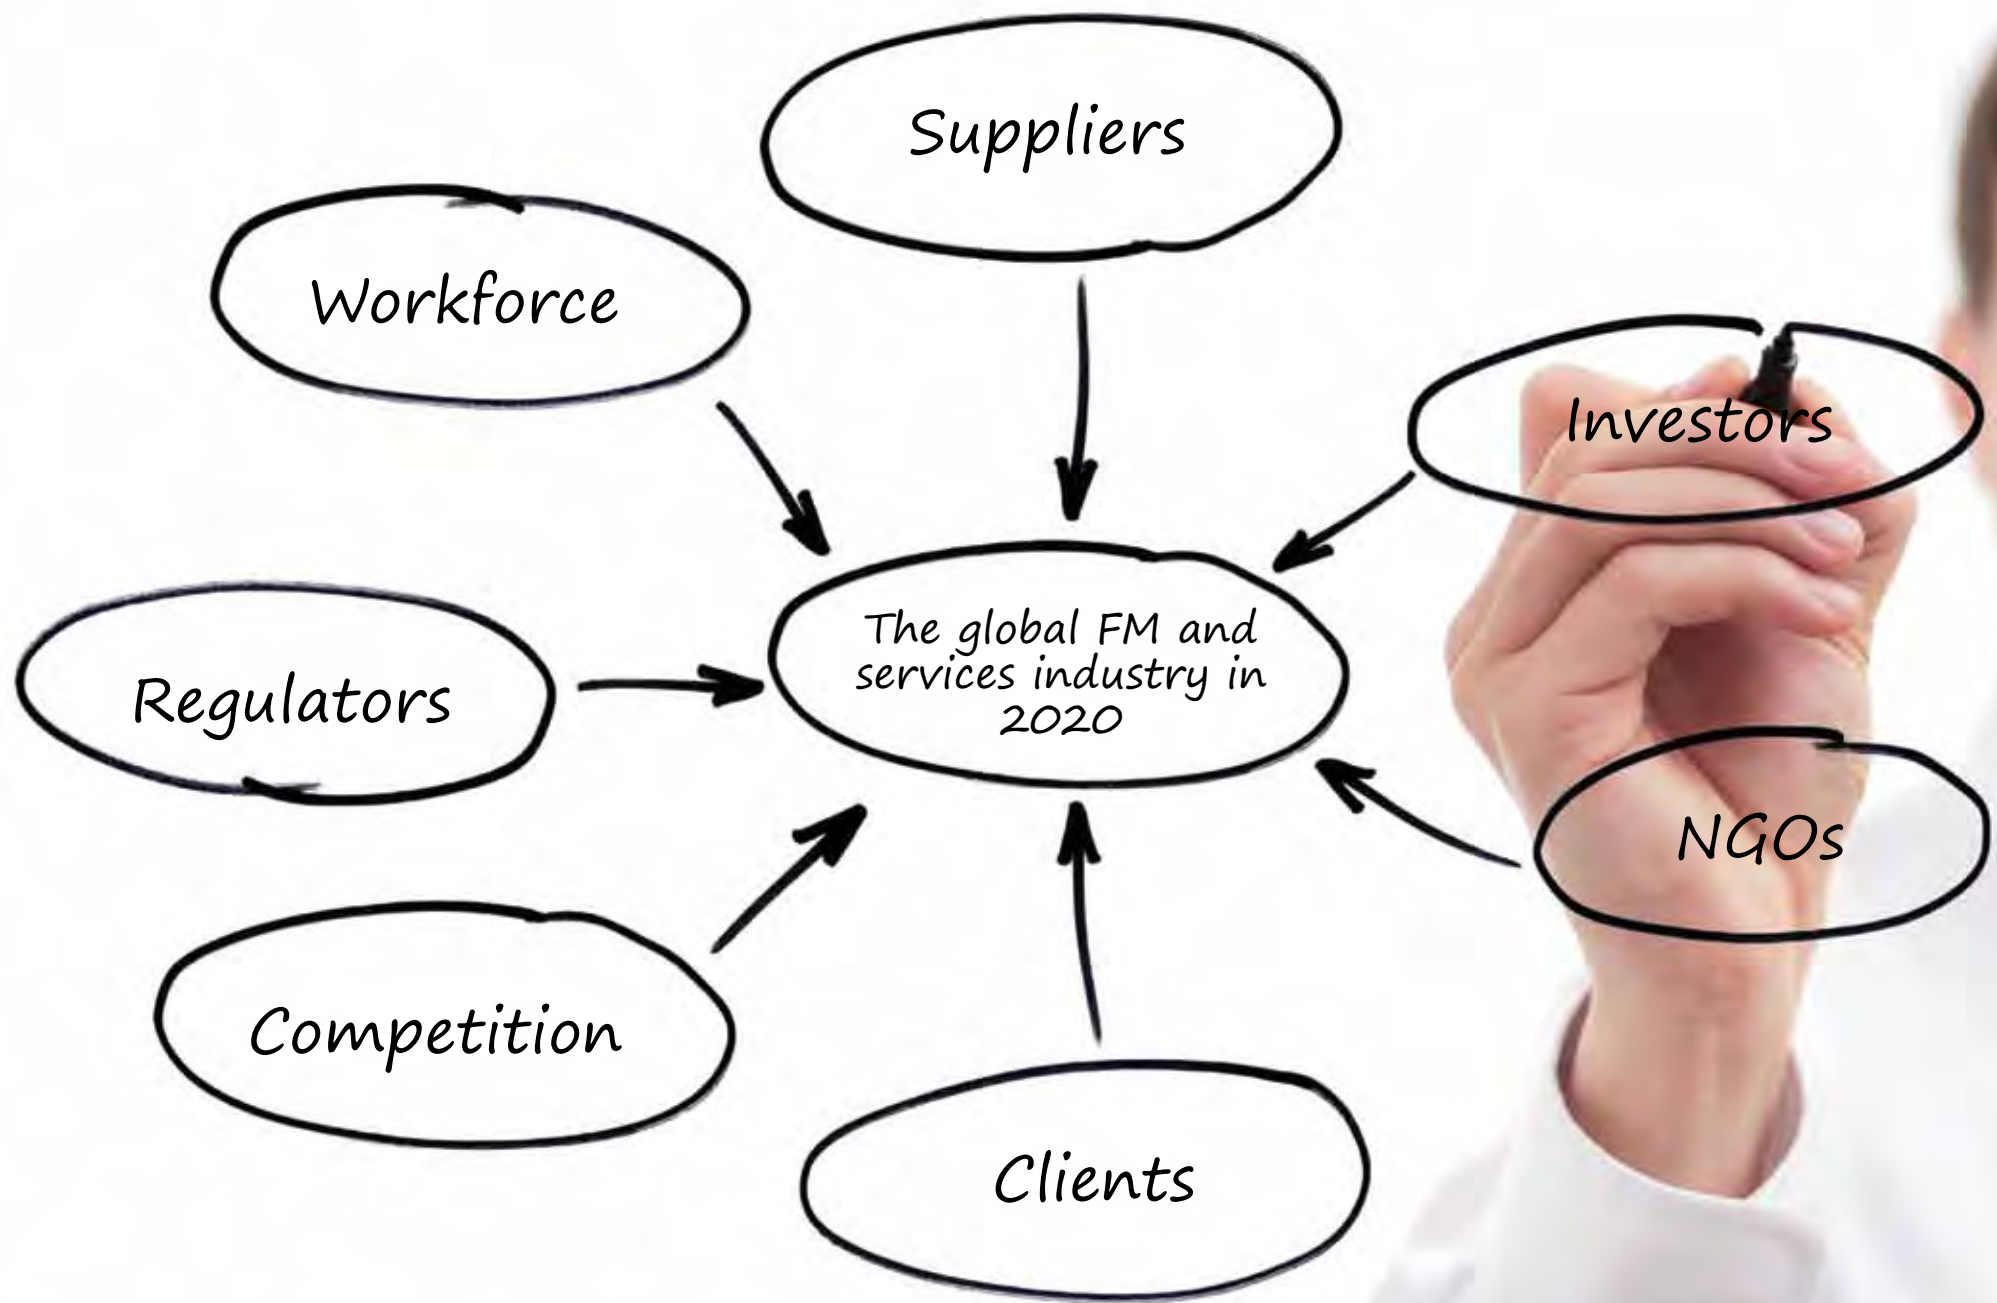 Suppliers
Workforce
Investors
The global FM and
services industry in
2020
Regulators
NGOs
Competition
Clients